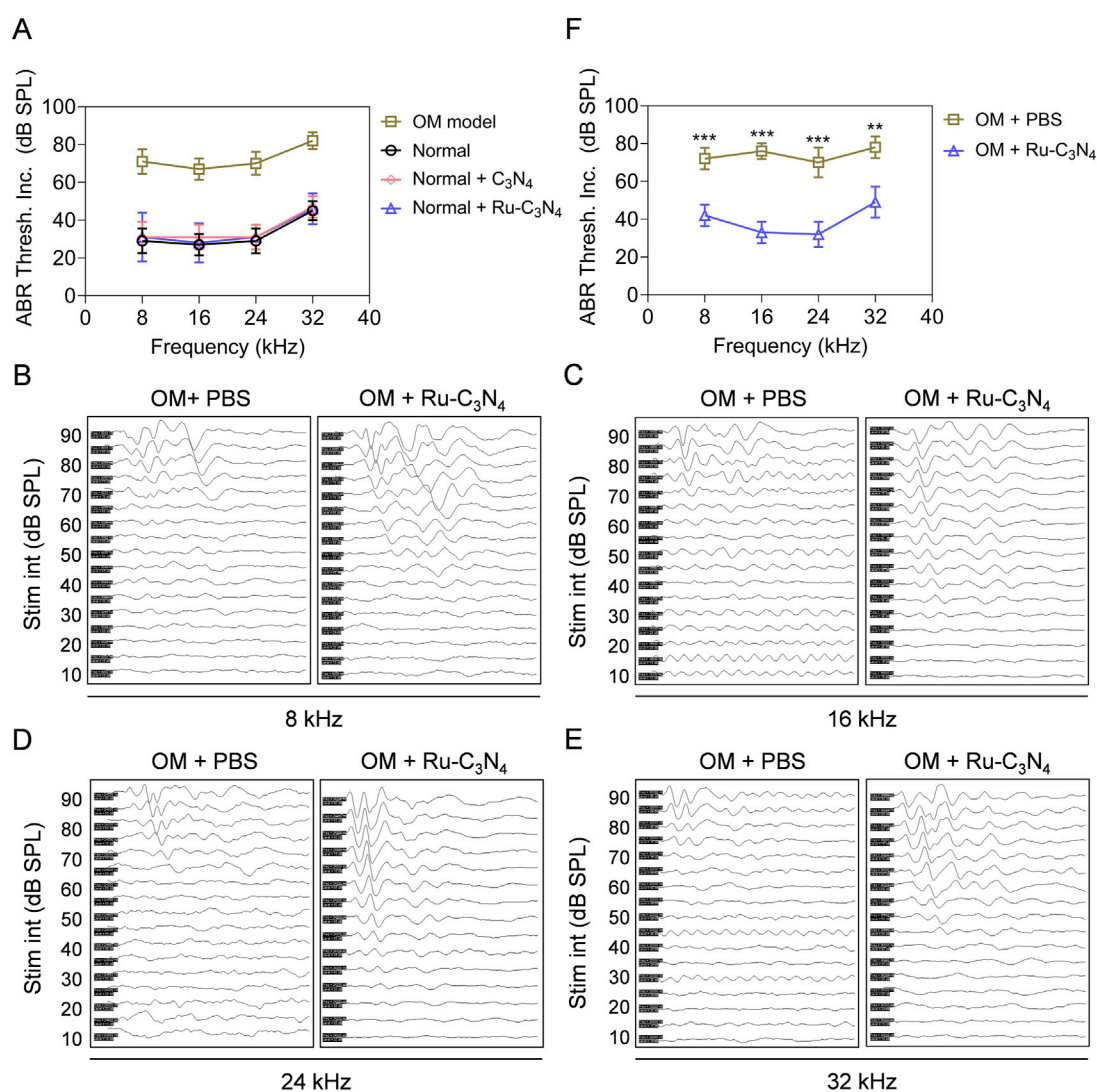 A
ABR Thresh. Inc. (dB SPL)
100
80
60
40
20
0
0
8
16
24
32
40
Frequency (kHz)
OM model
Normal
Normal + C₃N₄
Normal + Ru-C₃N₄
F
ABR Thresh. Inc. (dB SPL)
100
80
60
40
20
0
***
***
***
**
0
8
16
24
32
40
Frequency (kHz)
OM + PBS
OM + Ru-C₃N₄
B
OM+ PBS
OM + Ru-C₃N₄
Stim int (dB SPL)
90
80
70
60
50
40
30
20
10
8 kHz
C
OM + PBS
OM + Ru-C₃N₄
Stim int (dB SPL)
90
80
70
60
50
40
30
20
10
16 kHz
D
OM + PBS
OM + Ru-C₃N₄
Stim int (dB SPL)
90
80
70
60
50
40
30
20
10
24 kHz
E
OM + PBS
OM + Ru-C₃N₄
Stim int (dB SPL)
90
80
70
60
50
40
30
20
10
32 kHz